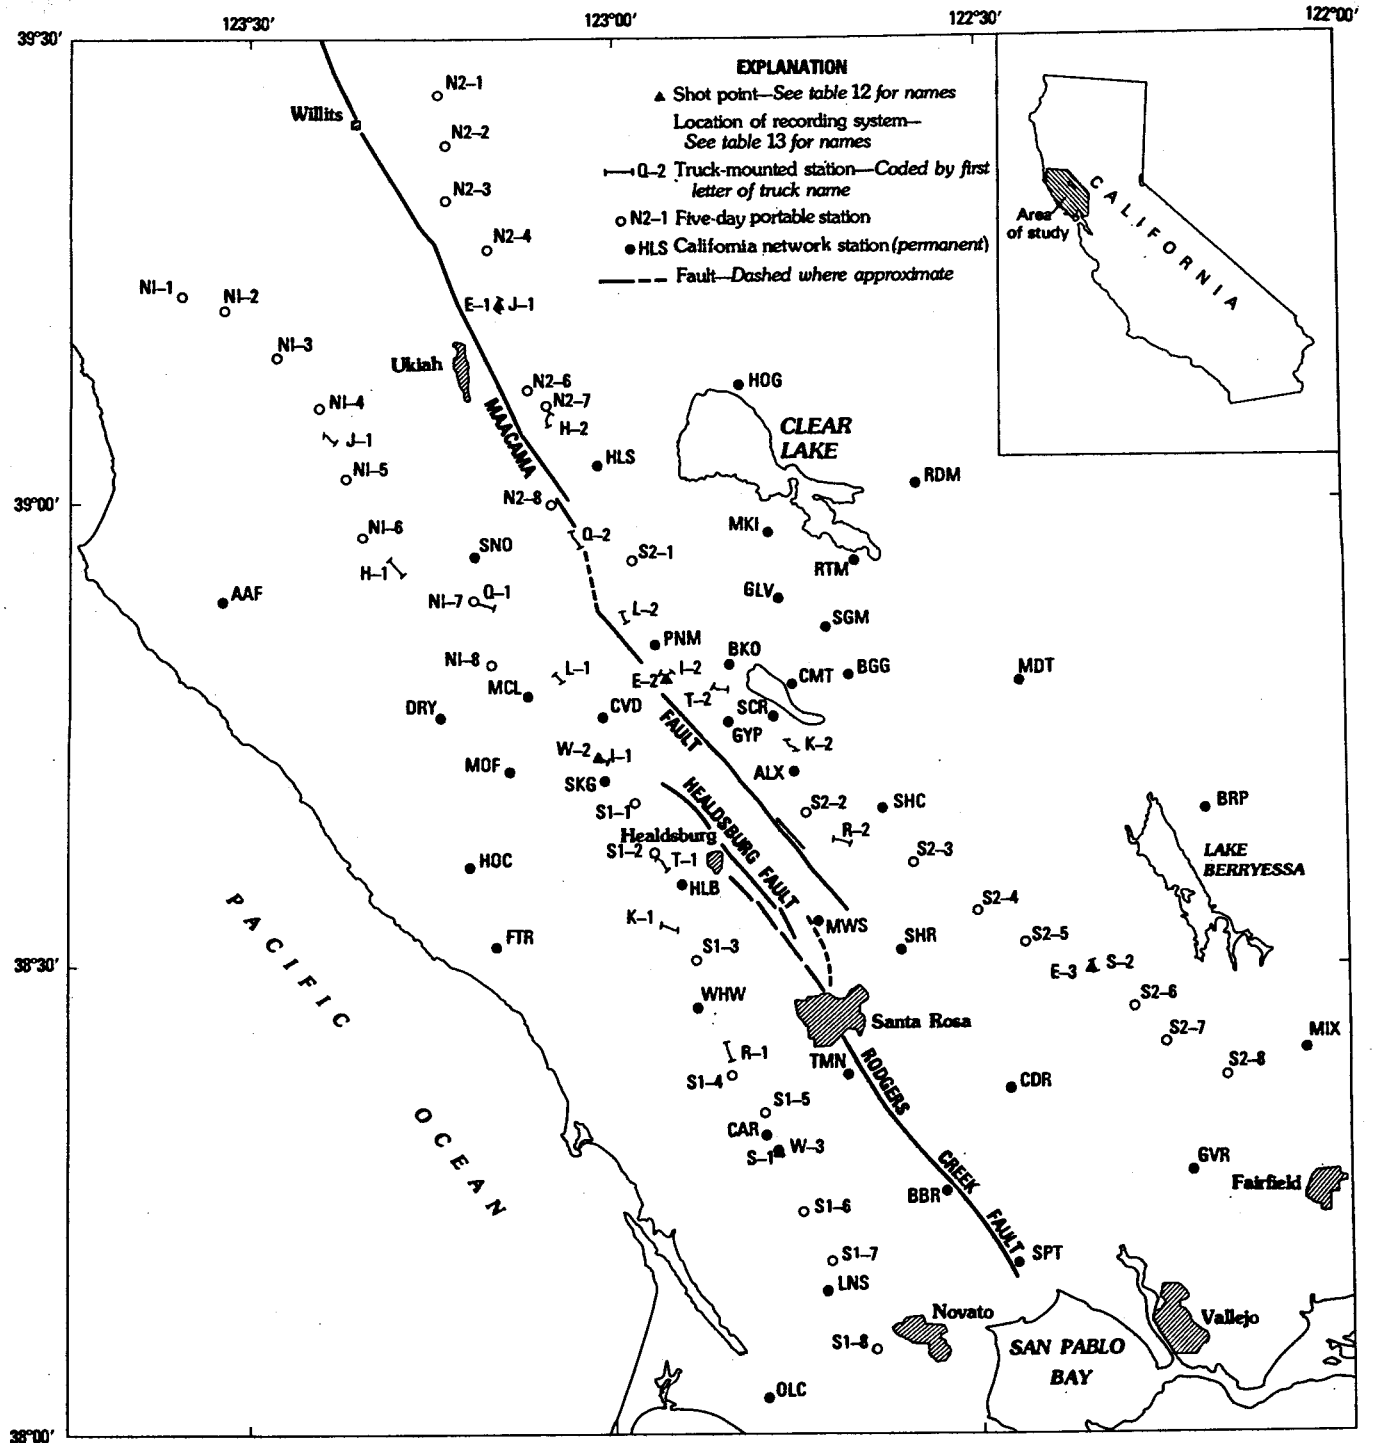 123°30'
123°00'
122°30'
122°00'
39°30'
39°00'
38°30'
38°00'
EXPLANATION
Shot point—See table 12 for names
Location of recording system—
See table 13 for names
Q-2 Truck-mounted station—Coded by first
letter of truck name
N2-1 Five-day portable station
HLS California network station (permanent)
Fault—Dashed where approximate
CALIFORNIA
Area
of study
N2-1
Willits
N2-2
N2-3
N2-4
NI-1
NI-2
E-1
J-1
NI-3
Ukiah
N2-6
HOG
N2-7
NI-4
H-2
MAACAMA
CLEAR
LAKE
J-1
HLS
NI-5
RDM
N2-8
NI-6
MKI
Q-2
SNO
S2-1
H-1
RTM
AAF
Q-1
NI-7
GLV
L-2
SGM
PNM
BKO
NI-8
L-1
I-2
E-2
CMT
BGG
MDT
MCL
T-2
DRY
CVD
SCR
GYP
FAULT
K-2
W-2
I-1
MOF
SKG
ALX
HEALDSBURG FAULT
S1-1
S2-2
SHC
BRP
Healdsburg
R-2
S1-2
T-1
S2-3
LAKE
BERRYESSA
HOC
HLB
S2-4
K-1
MWS
FTR
SHR
S2-5
S1-3
E-3
S-2
WHW
S2-6
PACIFIC
OCEAN
Santa Rosa
S2-7
MIX
R-1
TMN
S2-8
S1-4
RODGERS
CREEK
FAULT
CDR
S1-5
CAR
W-3
S-1
GVR
Fairfield
BBR
S1-6
SPT
S1-7
LNS
Novato
Vallejo
S1-8
SAN PABLO
BAY
OLC